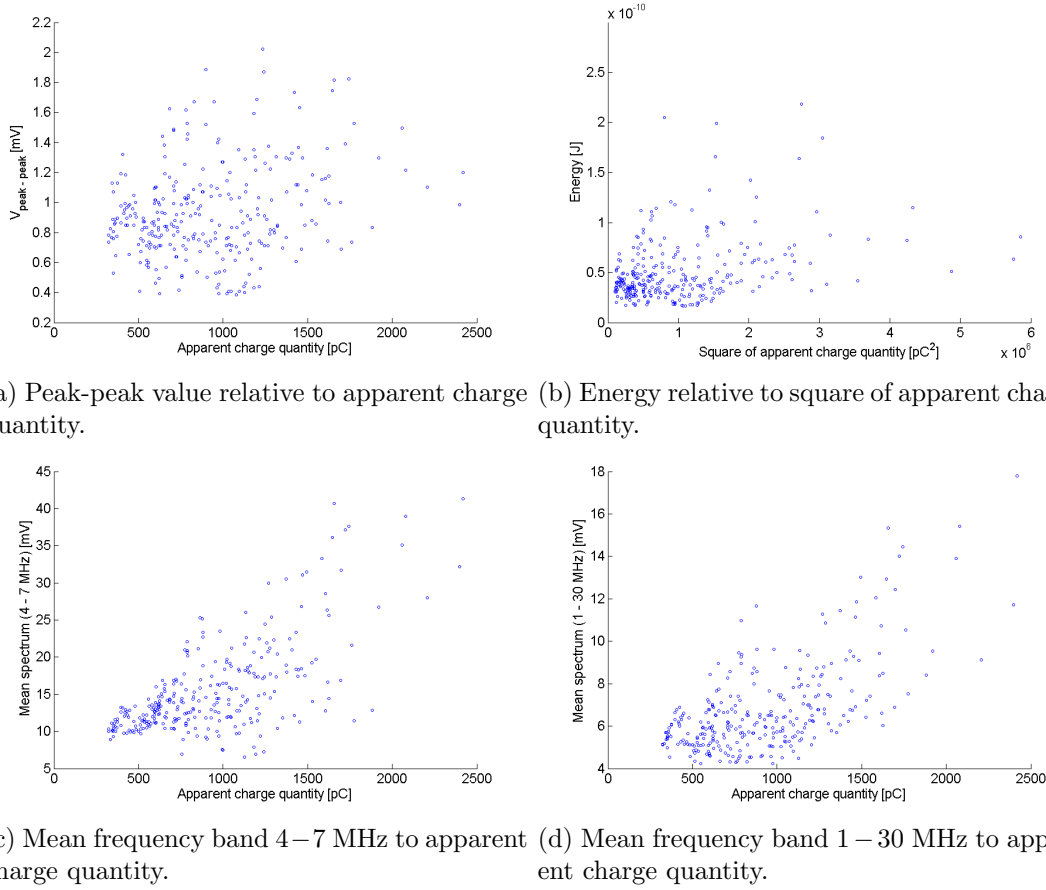 2.2
2
1.8
1.6
1.4
1.2
1
0.8
0.6
0.4
0.2
V peak - peak [mV]
0 500 1000 1500 2000 2500
Apparent charge quantity [pC]
x 10^-10
2.5
2
1.5
1
0.5
0
Energy [J]
0 1 2 3 4 5 6
Square of apparent charge quantity [pC²]
x 10^6
a) Peak-peak value relative to apparent charge
uantity.
(b) Energy relative to square of apparent cha
quantity.
45
40
35
30
25
20
15
10
5
Mean spectrum (4 - 7 MHz) [mV]
0 500 1000 1500 2000 2500
Apparent charge quantity [pC]
18
16
14
12
10
8
6
4
Mean spectrum (1 - 30 MHz) [mV]
0 500 1000 1500 2000 2500
Apparent charge quantity [pC]
c) Mean frequency band 4−7 MHz to apparent
harge quantity.
(d) Mean frequency band 1−30 MHz to app
ent charge quantity.